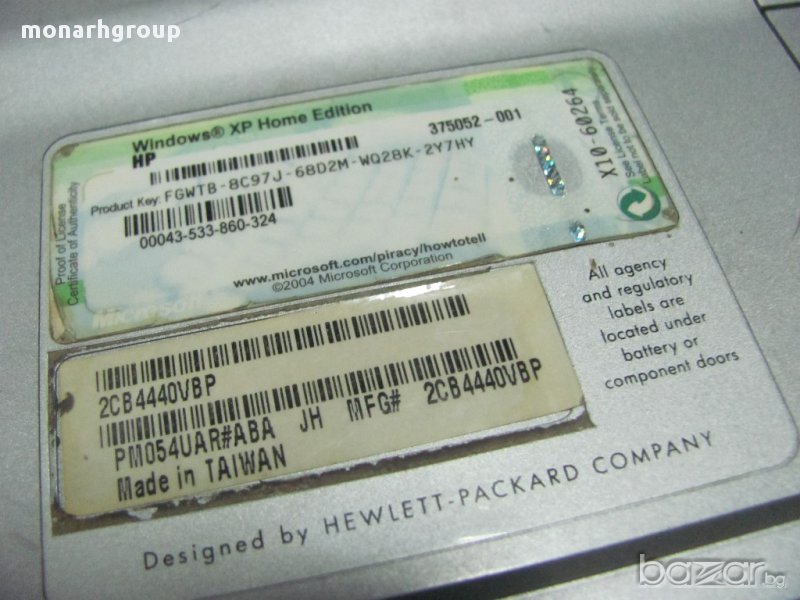 monarhgroup
Windows® XP Home Edition
HP
375052-001
Product Key: FGWTB-8C97J-68D2M-WQ28K-2Y7HY
00043-533-860-324
www.microsoft.com/piracy/howtotell
©2004 Microsoft Corporation
Proof of License
Certificate of Authenticity
X10-60264
All agency
and regulatory
labels are
located under
battery or
component doors
2CB4440VBP
PM054UAR#ABA JH MFG# 2CB4440VBP
Made in TAIWAN
Designed by HEWLETT-PACKARD COMPANY
bazar.bg